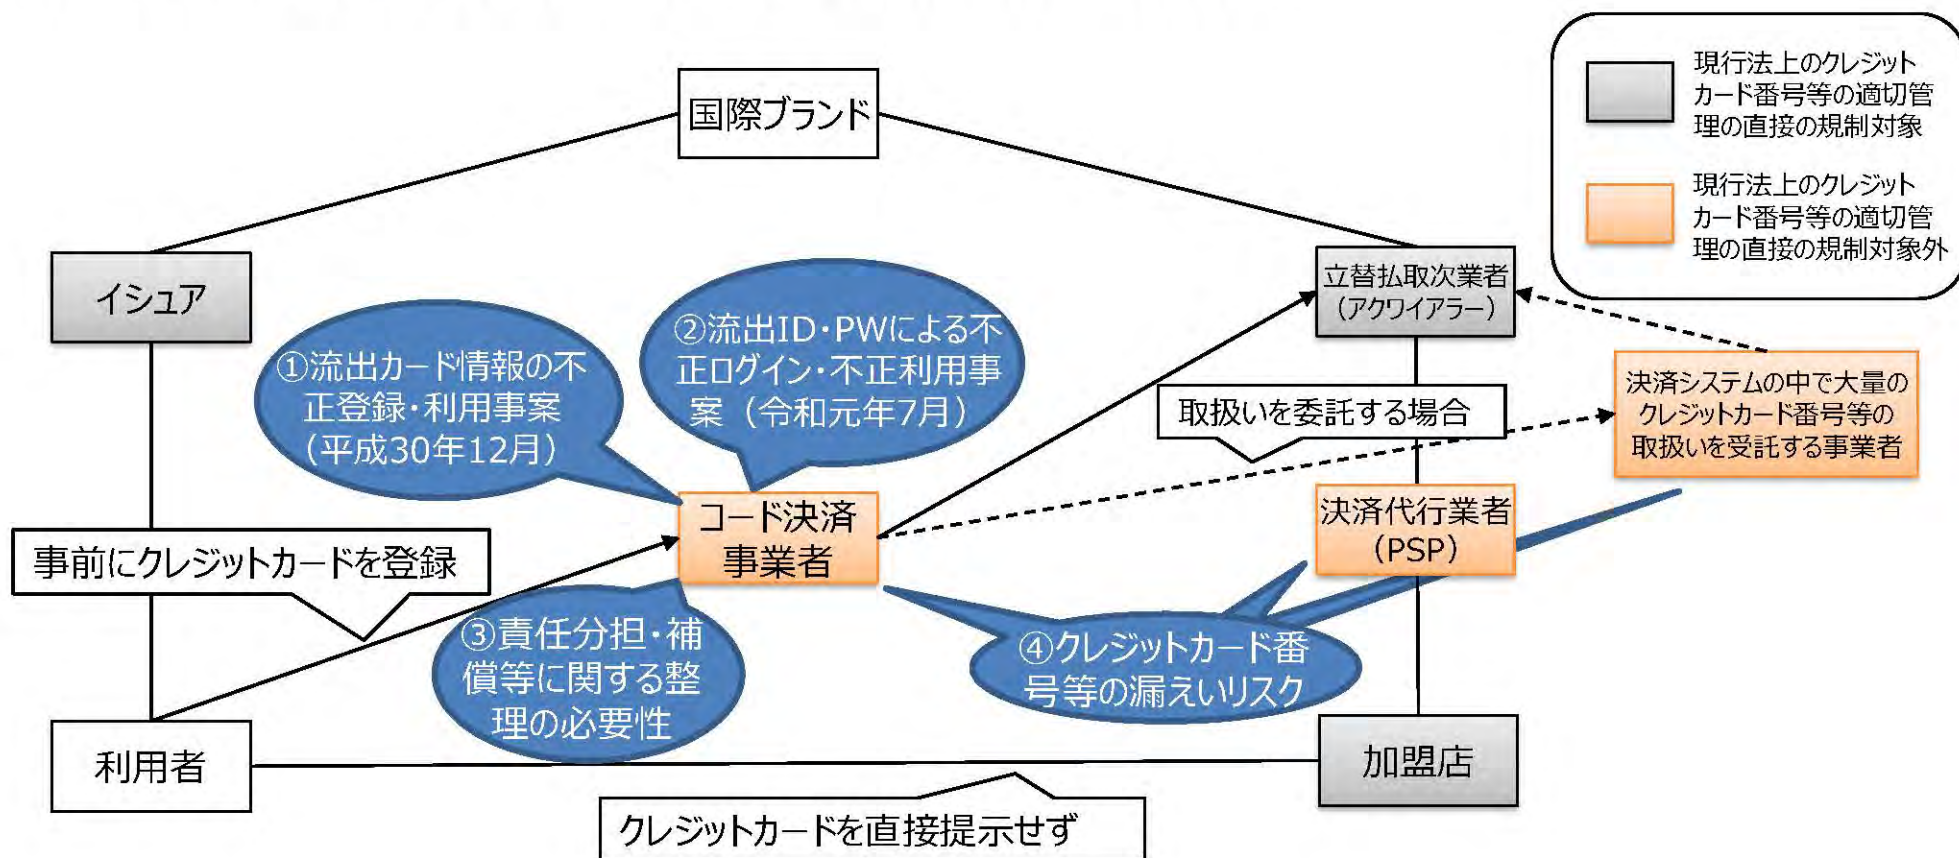 国際ブランド
現行法上のクレジット
カード番号等の適切管
理の直接の規制対象
現行法上のクレジット
カード番号等の適切管
理の直接の規制対象外
イシュア
立替払取次業者
（アクワイアラー）
①流出カード情報の不
正登録・利用事案
（平成30年12月）
②流出ID・PWによる不
正ログイン・不正利用事
案（令和元年7月）
取扱いを委託する場合
決済システムの中で大量の
クレジットカード番号等の
取扱いを受託する事業者
コード決済
事業者
決済代行業者
（PSP）
事前にクレジットカードを登録
③責任分担・補
償等に関する整
理の必要性
④クレジットカード番
号等の漏えいリスク
利用者
加盟店
クレジットカードを直接提示せず